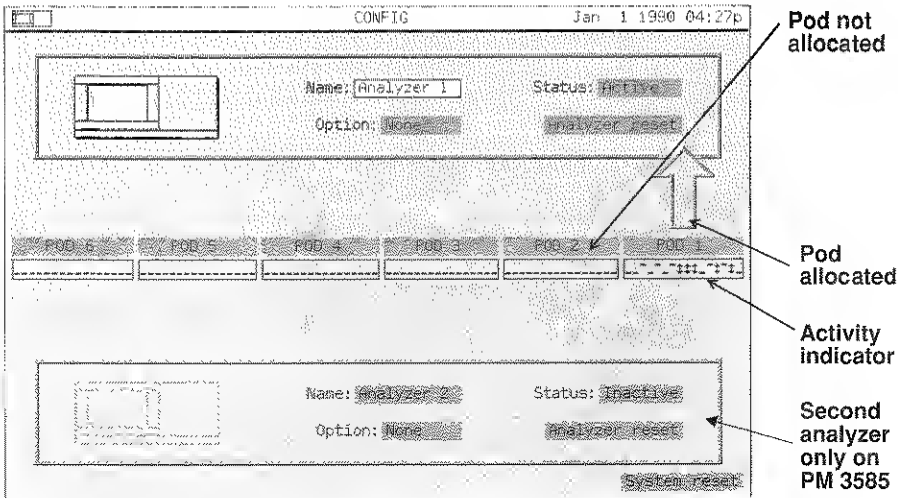 CONFIG
Jan 1 1990 04:27p
Pod not
allocated
Name: Analyzer 1
Status: Active
Option: None
Analyzer reset
POD 6
POD 5
POD 4
POD 3
POD 2
POD 1
Pod
allocated
Activity
indicator
Name: Analyzer 2
Status: Inactive
Option: None
Analyzer reset
Second
analyzer
only on
PM 3585
System reset